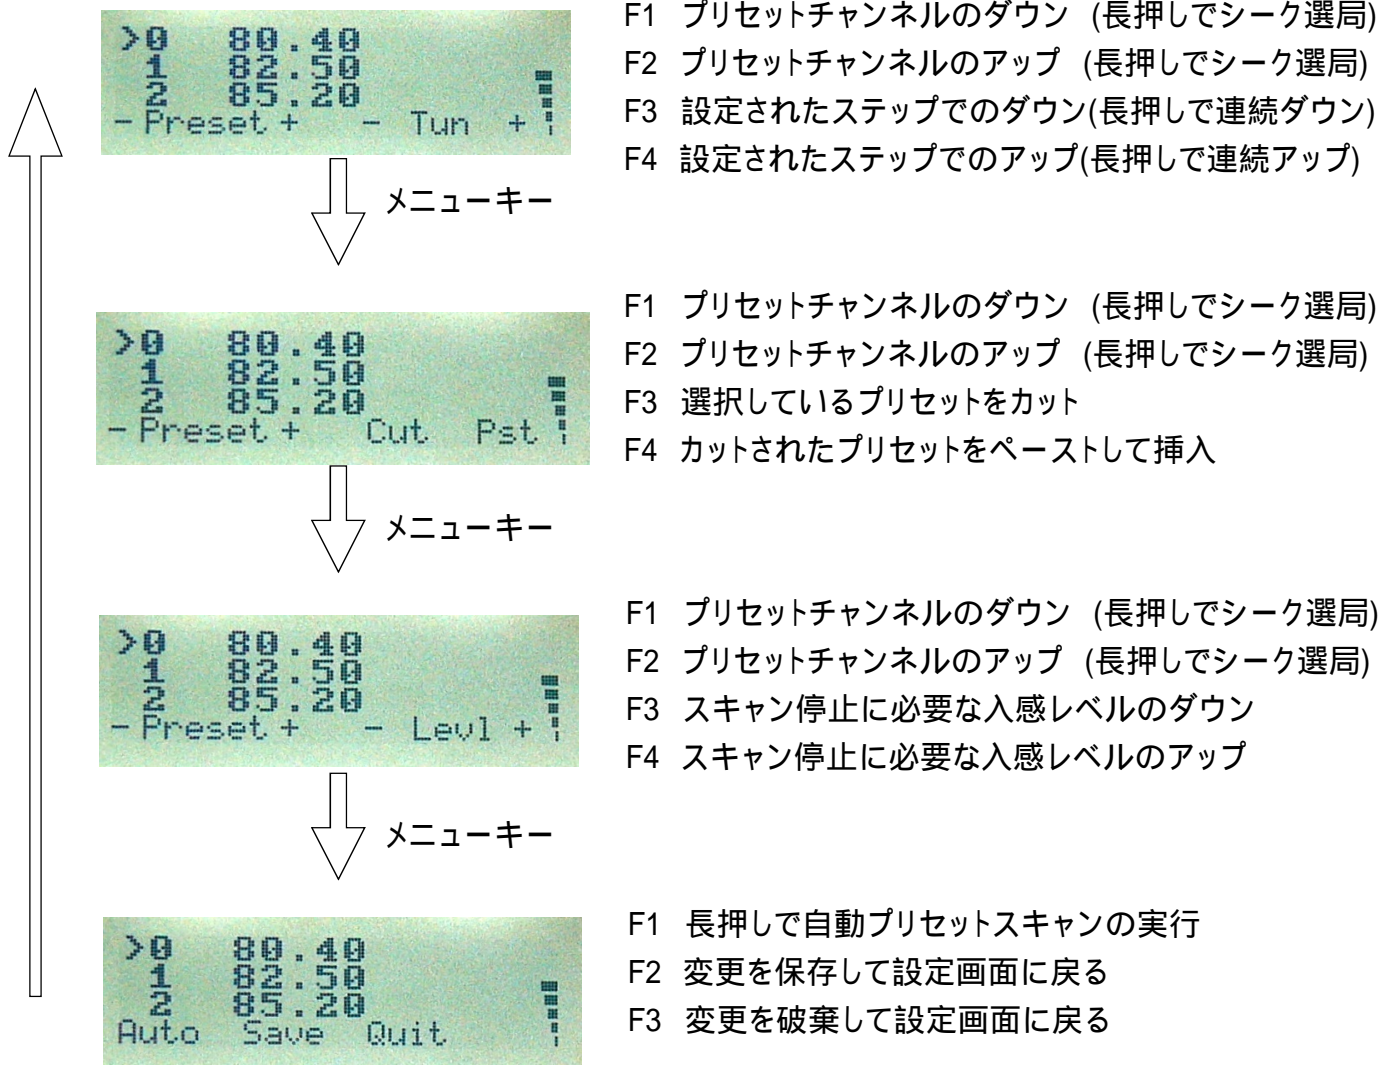 >0 80.40
1 82.50
2 85.20
- Preset + - Tun +
F1 プリセットチャンネルのダウン (長押しでシーク選局)
F2 プリセットチャンネルのアップ (長押しでシーク選局)
F3 設定されたステップでのダウン(長押しで連続ダウン)
F4 設定されたステップでのアップ(長押しで連続アップ)
メニューキー
>0 80.40
1 82.50
2 85.20
- Preset + Cut Pst
F1 プリセットチャンネルのダウン (長押しでシーク選局)
F2 プリセットチャンネルのアップ (長押しでシーク選局)
F3 選択しているプリセットをカット
F4 カットされたプリセットをペーストして挿入
メニューキー
>0 80.40
1 82.50
2 85.20
- Preset + - Levl +
F1 プリセットチャンネルのダウン (長押しでシーク選局)
F2 プリセットチャンネルのアップ (長押しでシーク選局)
F3 スキャン停止に必要な入感レベルのダウン
F4 スキャン停止に必要な入感レベルのアップ
メニューキー
>0 80.40
1 82.50
2 85.20
Auto Save Quit
F1 長押しで自動プリセットスキャンの実行
F2 変更を保存して設定画面に戻る
F3 変更を破棄して設定画面に戻る